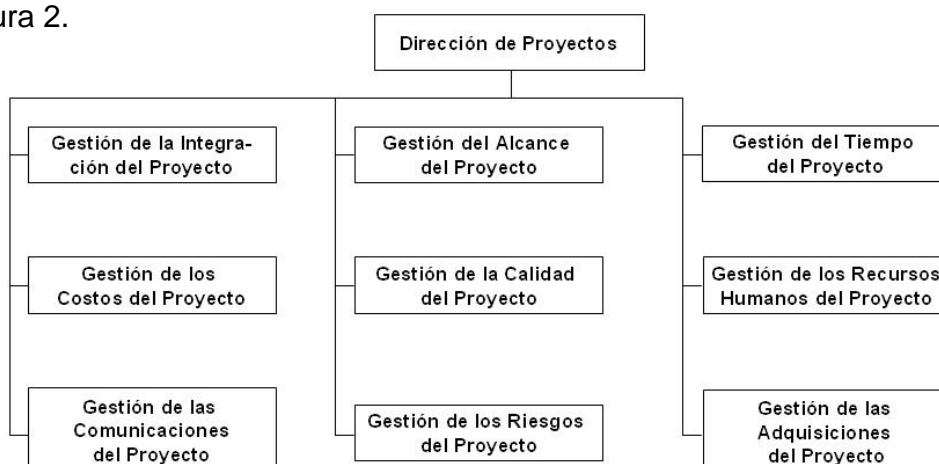 ura 2.
Dirección de Proyectos
Gestión de la Integra-
ción del Proyecto
Gestión del Alcance
del Proyecto
Gestión del Tiempo
del Proyecto
Gestión de los
Costos del Proyecto
Gestión de la Calidad
del Proyecto
Gestión de los Recursos
Humanos del Proyecto
Gestión de las
Comunicaciones
del Proyecto
Gestión de los Riesgos
del Proyecto
Gestión de las
Adquisiciones
del Proyecto